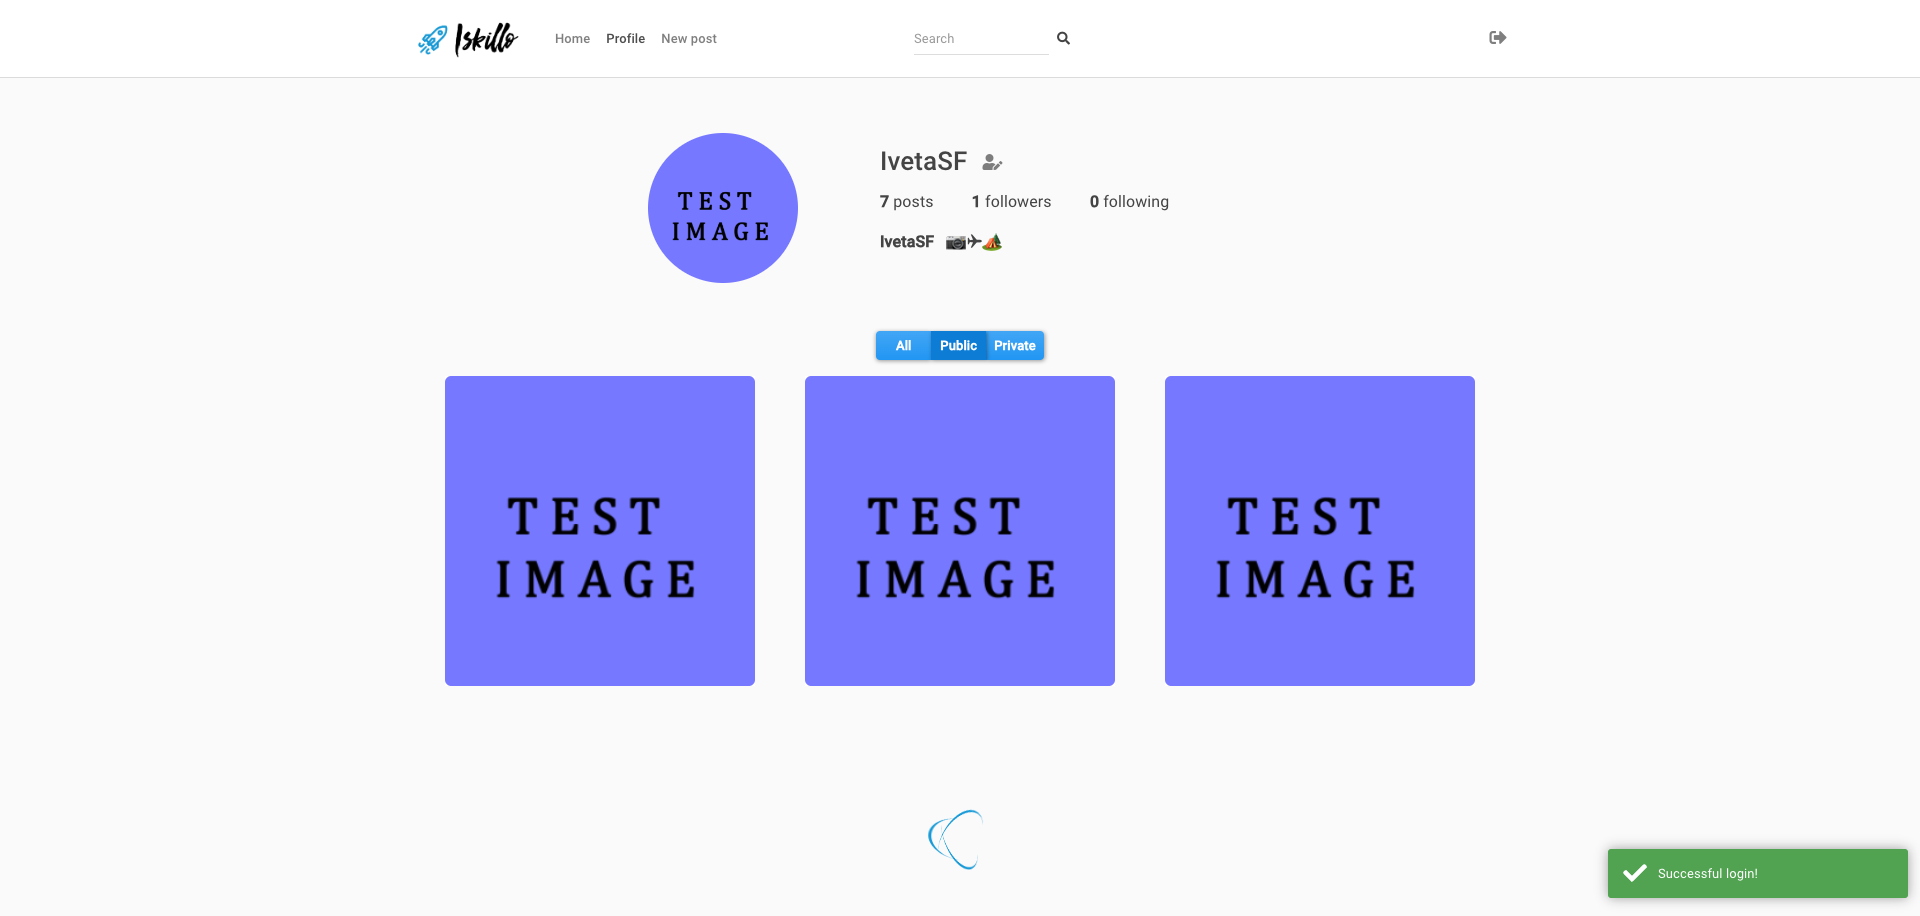 Iskillo
Home Profile New post
Search
TEST
IMAGE
IvetaSF
7 posts 1 followers 0 following
IvetaSF 📷✈🏕
All Public Private
TEST
IMAGE
TEST
IMAGE
TEST
IMAGE
Successful login!